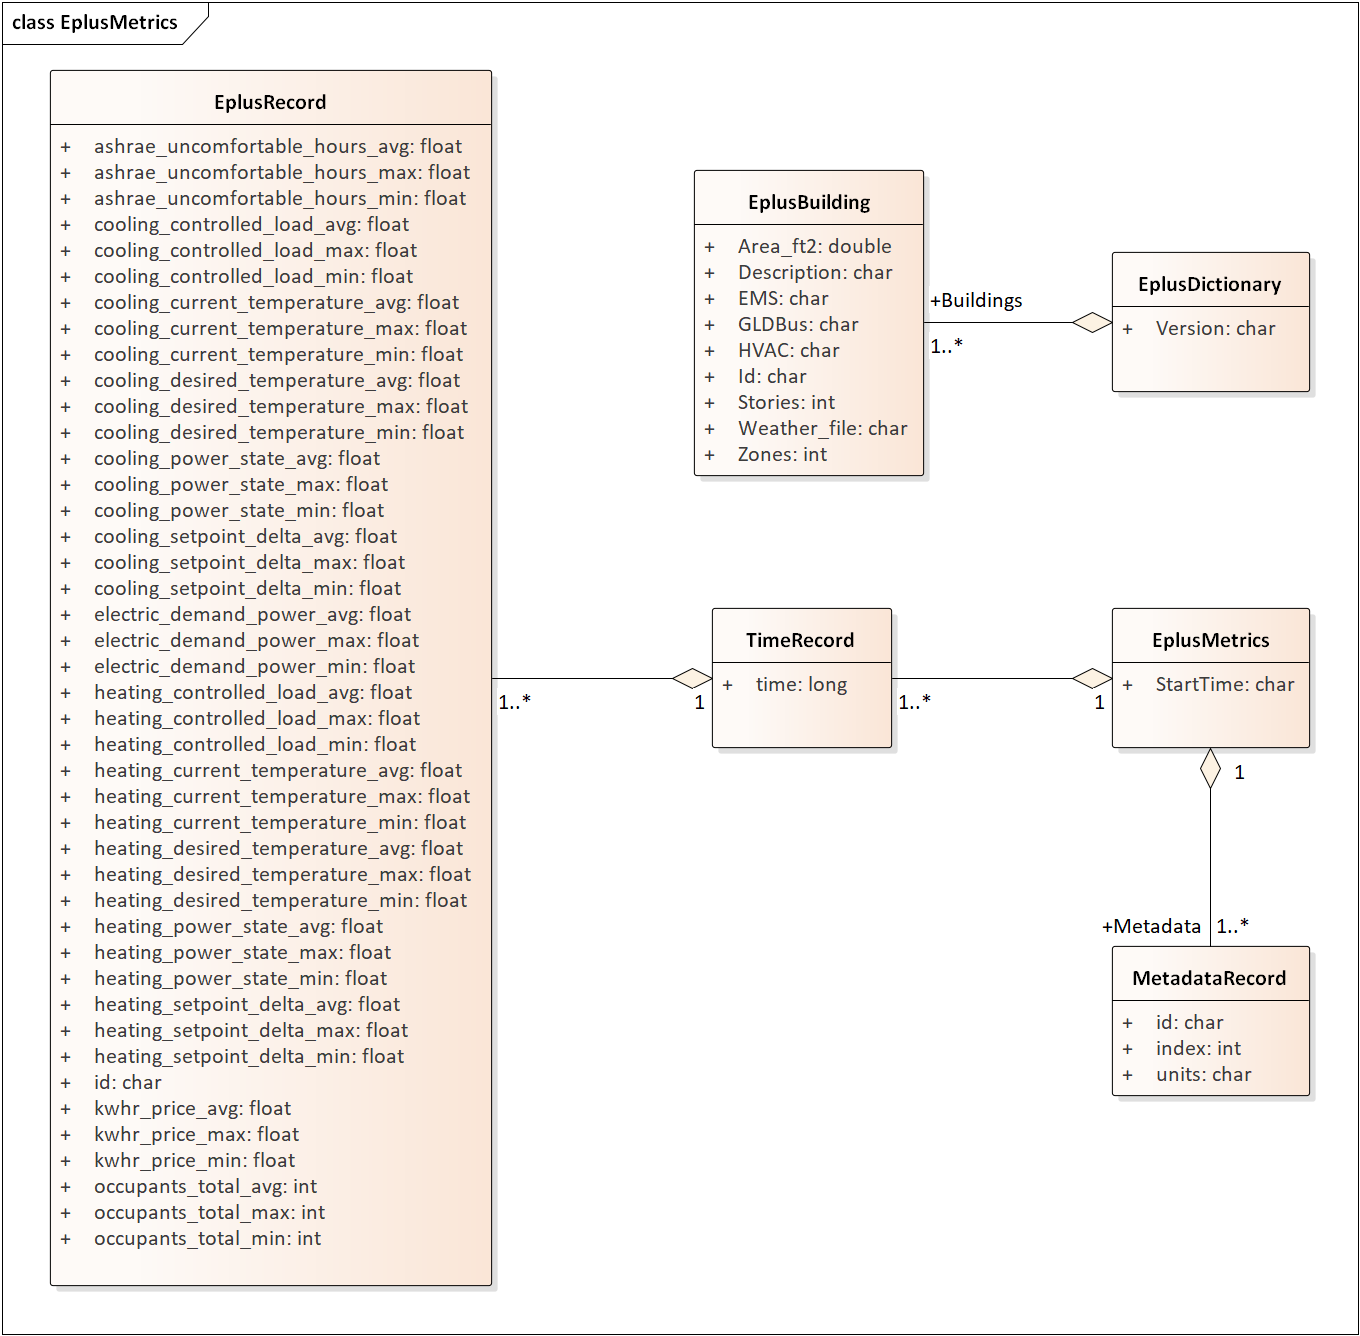 class EplusMetrics
EplusRecord
+ ashrae_uncomfortable_hours_avg: float
+ ashrae_uncomfortable_hours_max: float
+ ashrae_uncomfortable_hours_min: float
+ cooling_controlled_load_avg: float
+ cooling_controlled_load_max: float
+ cooling_controlled_load_min: float
+ cooling_current_temperature_avg: float
+ cooling_current_temperature_max: float
+ cooling_current_temperature_min: float
+ cooling_desired_temperature_avg: float
+ cooling_desired_temperature_max: float
+ cooling_desired_temperature_min: float
+ cooling_power_state_avg: float
+ cooling_power_state_max: float
+ cooling_power_state_min: float
+ cooling_setpoint_delta_avg: float
+ cooling_setpoint_delta_max: float
+ cooling_setpoint_delta_min: float
+ electric_demand_power_avg: float
+ electric_demand_power_max: float
+ electric_demand_power_min: float
+ heating_controlled_load_avg: float
+ heating_controlled_load_max: float
+ heating_controlled_load_min: float
+ heating_current_temperature_avg: float
+ heating_current_temperature_max: float
+ heating_current_temperature_min: float
+ heating_desired_temperature_avg: float
+ heating_desired_temperature_max: float
+ heating_desired_temperature_min: float
+ heating_power_state_avg: float
+ heating_power_state_max: float
+ heating_power_state_min: float
+ heating_setpoint_delta_avg: float
+ heating_setpoint_delta_max: float
+ heating_setpoint_delta_min: float
+ id: char
+ kwhr_price_avg: float
+ kwhr_price_max: float
+ kwhr_price_min: float
+ occupants_total_avg: int
+ occupants_total_max: int
+ occupants_total_min: int
EplusBuilding
+ Area_ft2: double
+ Description: char
+ EMS: char
+ GLDBus: char
+ HVAC: char
+ Id: char
+ Stories: int
+ Weather_file: char
+ Zones: int
+Buildings
1..*
EplusDictionary
+ Version: char
1..*
1
TimeRecord
+ time: long
1..*
1
EplusMetrics
+ StartTime: char
1
+Metadata 1..*
MetadataRecord
+ id: char
+ index: int
+ units: char